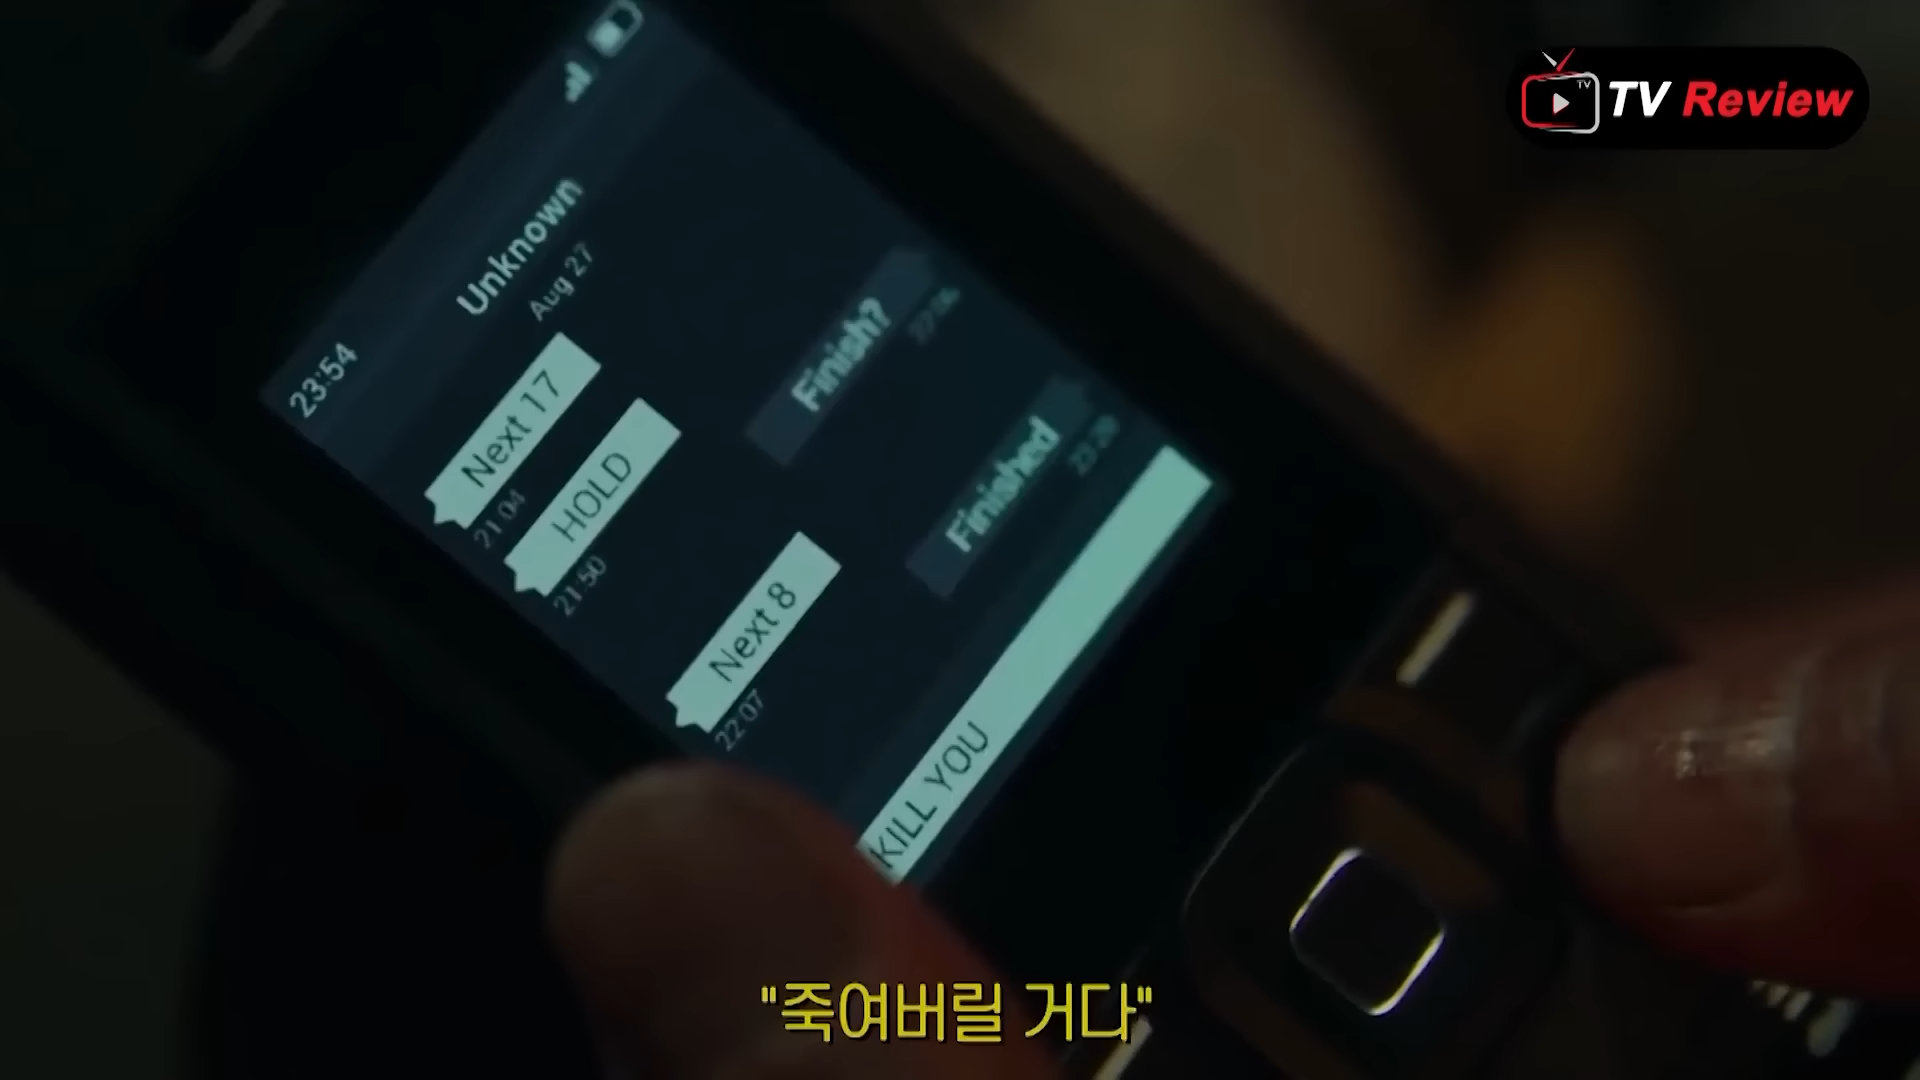 TV Review
23:54
Unknown
Aug 27
Next 17
21:04
HOLD
21:50
Finish?
Next 8
22:07
Finished
KILL YOU
"죽여버릴 거다"